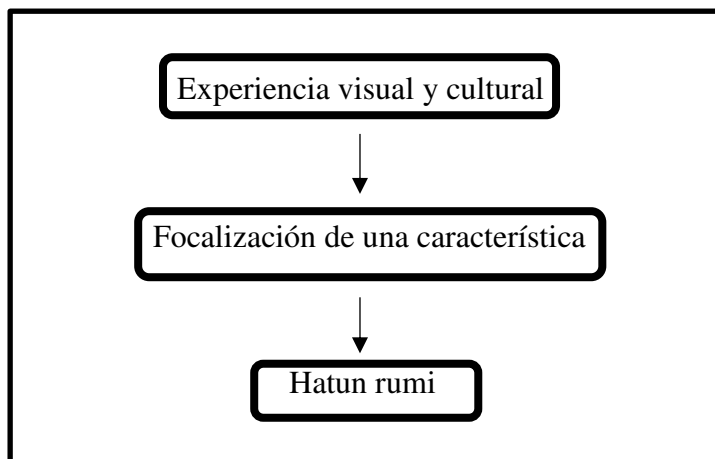 Experiencia visual y cultural
Focalización de una característica
Hatun rumi